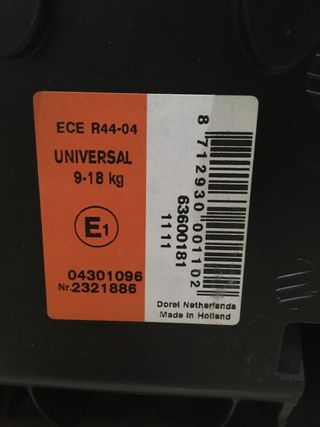 ECE R44-04
UNIVERSAL
9-18 kg
E1
04301096
Nr.2321886
8 712930 001102
63600181
1111
Dorel Netherlands
Made in Holland